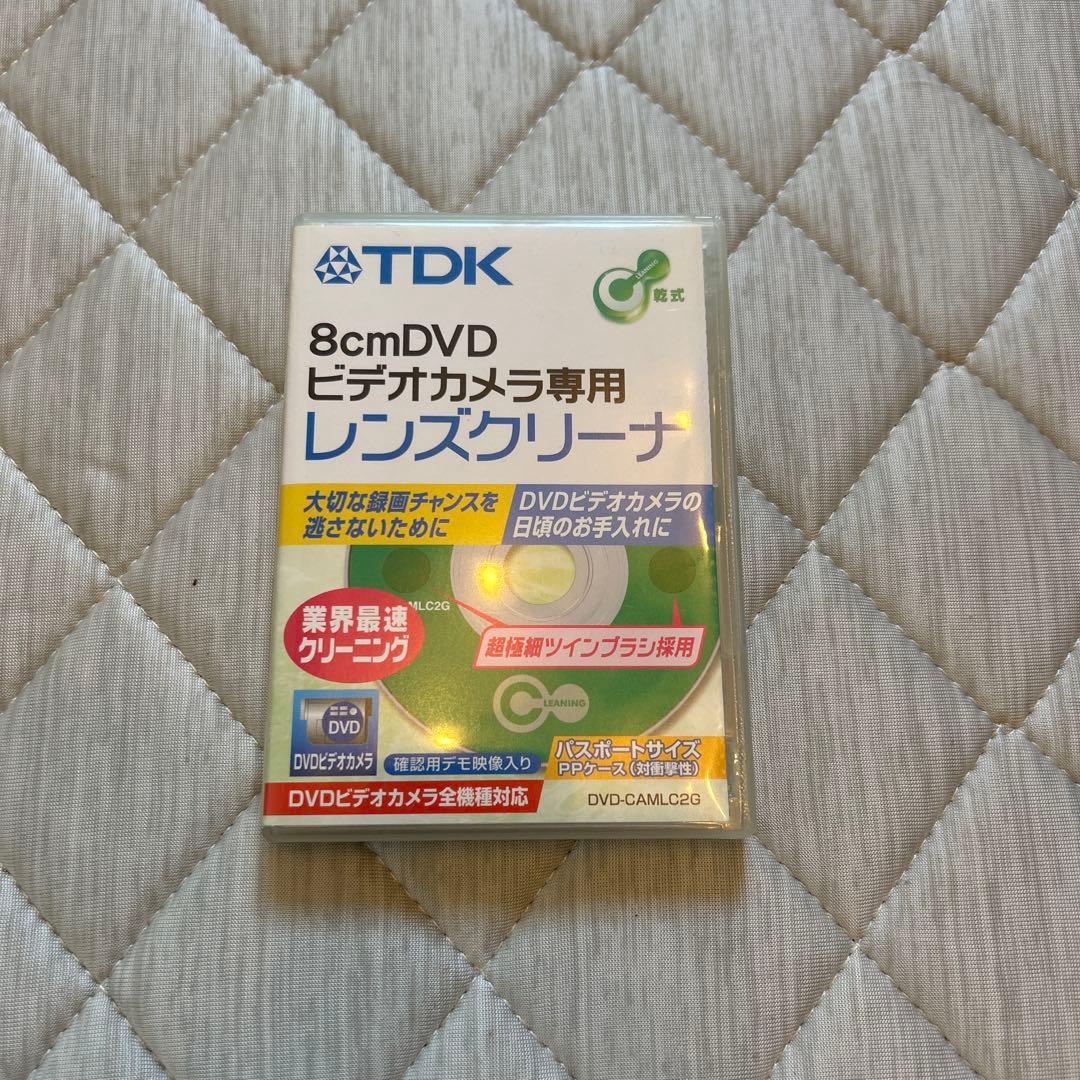 TDK
CLEANING
乾式
8cmDVD
ビデオカメラ専用
レンズクリーナ
大切な録画チャンスを
逃さないために
DVDビデオカメラの
日頃のお手入れに
MLC2G
業界最速
クリーニング
超極細ツインブラシ採用
CLEANING
DVD
DVDビデオカメラ
確認用デモ映像入り
パスポートサイズ
PPケース(対衝撃性)
DVDビデオカメラ全機種対応
DVD-CAMLC2G